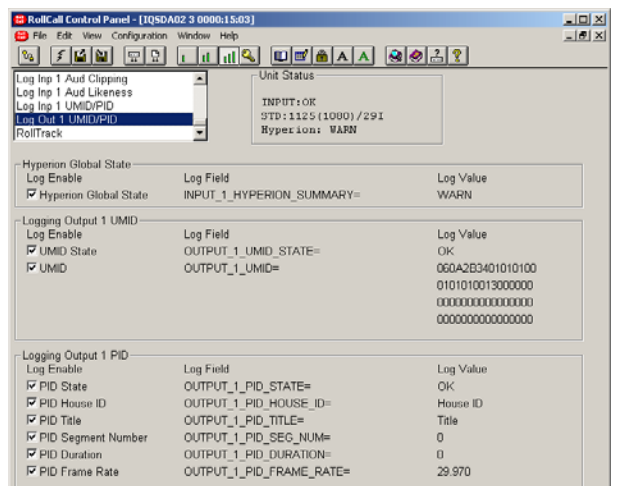 RollCall Control Panel - [IQSDA02 3 0000:15:03]
File Edit View Configuration Window Help
Log Inp 1 Aud Clipping
Log Inp 1 Aud Likeness
Log Inp 1 UMID/PID
Log Out 1 UMID/PID
RollTrack
Unit Status
INPUT:OK
STD:1125(1080)/29I
Hyperion: WARN
Hyperion Global State
Log Enable Log Field Log Value
Hyperion Global State INPUT_1_HYPERION_SUMMARY= WARN
Logging Output 1 UMID
Log Enable Log Field Log Value
UMID State OUTPUT_1_UMID_STATE= OK
UMID OUTPUT_1_UMID= 060A2B3401010100
0101010013000000
0000000000000000
0000000000000000
Logging Output 1 PID
Log Enable Log Field Log Value
PID State OUTPUT_1_PID_STATE= OK
PID House ID OUTPUT_1_PID_HOUSE_ID= House ID
PID Title OUTPUT_1_PID_TITLE= Title
PID Segment Number OUTPUT_1_PID_SEG_NUM= 0
PID Duration OUTPUT_1_PID_DURATION= 0
PID Frame Rate OUTPUT_1_PID_FRAME_RATE= 29.970